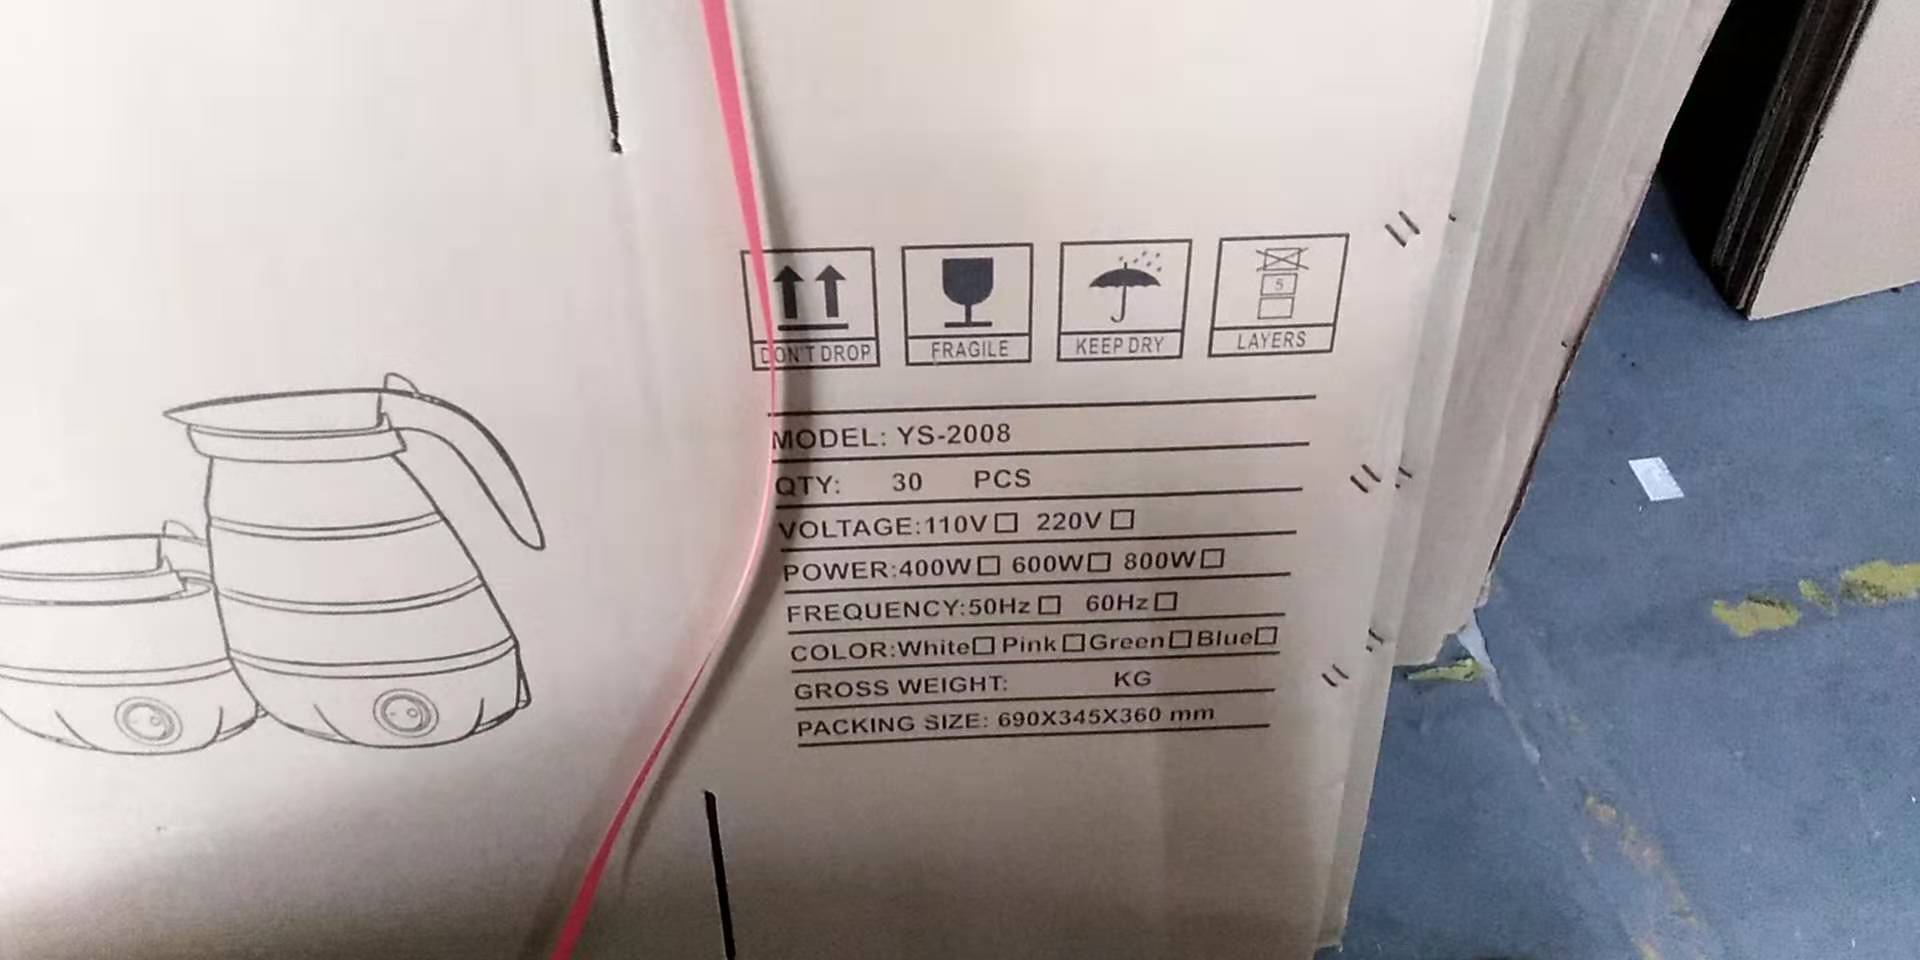 DON'T DROP FRAGILE KEEP DRY LAYERS
5
MODEL: YS-2008
QTY: 30 PCS
VOLTAGE:110V☐ 220V☐
POWER:400W☐ 600W☐ 800W☐
FREQUENCY:50Hz☐ 60Hz☐
COLOR:White☐ Pink☐Green☐Blue☐
GROSS WEIGHT: KG
PACKING SIZE: 690X345X360 mm